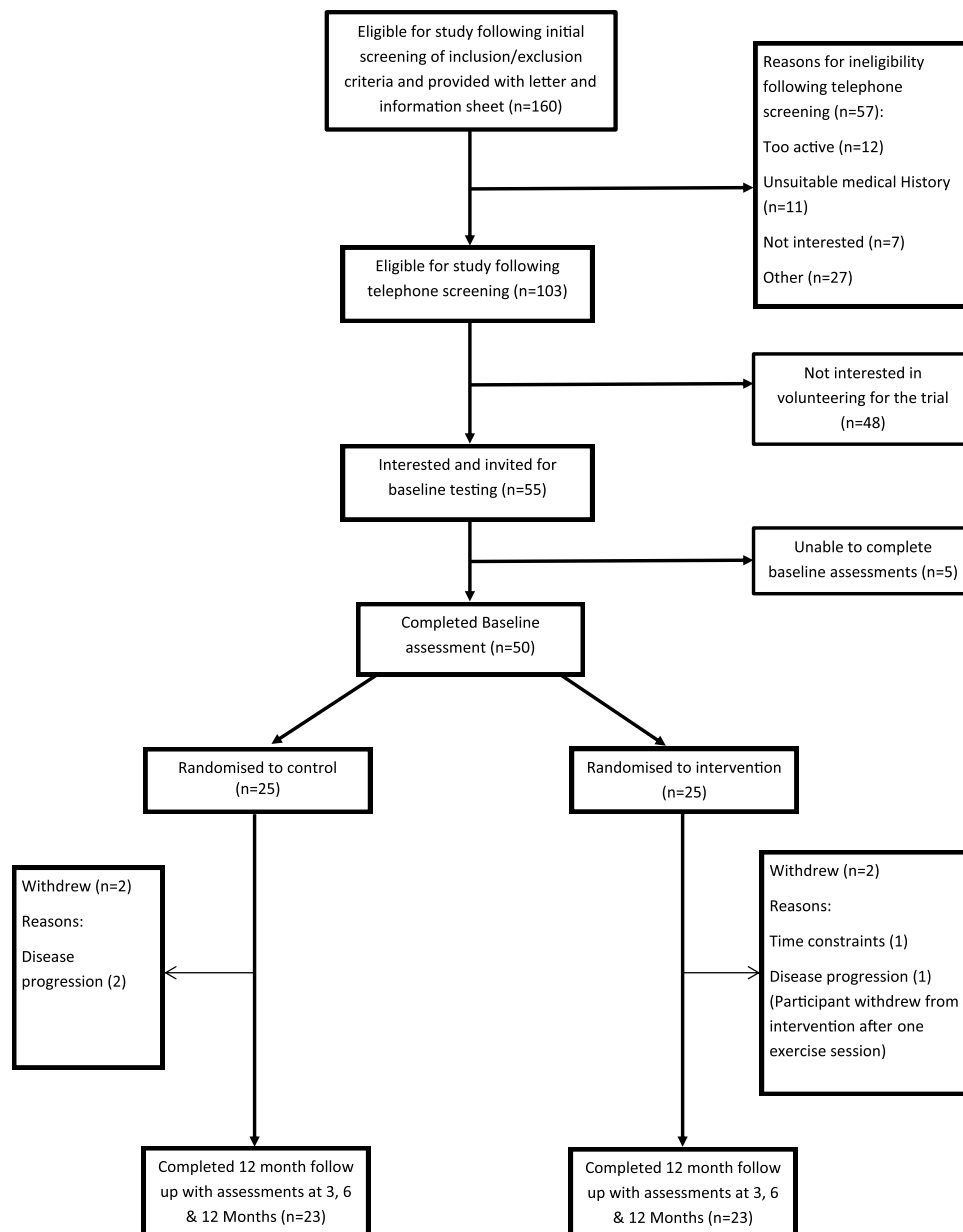 Eligible for study following initial
screening of inclusion/exclusion
criteria and provided with letter and
information sheet (n=160)
Reasons for ineligibility
following telephone
screening (n=57):
Too active (n=12)
Unsuitable medical History
(n=11)
Not interested (n=7)
Other (n=27)
Eligible for study following
telephone screening (n=103)
Not interested in
volunteering for the trial
(n=48)
Interested and invited for
baseline testing (n=55)
Unable to complete
baseline assessments (n=5)
Completed Baseline
assessment (n=50)
Randomised to control
(n=25)
Randomised to intervention
(n=25)
Withdrew (n=2)
Reasons:
Disease
progression (2)
Withdrew (n=2)
Reasons:
Time constraints (1)
Disease progression (1)
(Participant withdrew from
intervention after one
exercise session)
Completed 12 month follow
up with assessments at 3, 6
& 12 Months (n=23)
Completed 12 month follow
up with assessments at 3, 6
& 12 Months (n=23)